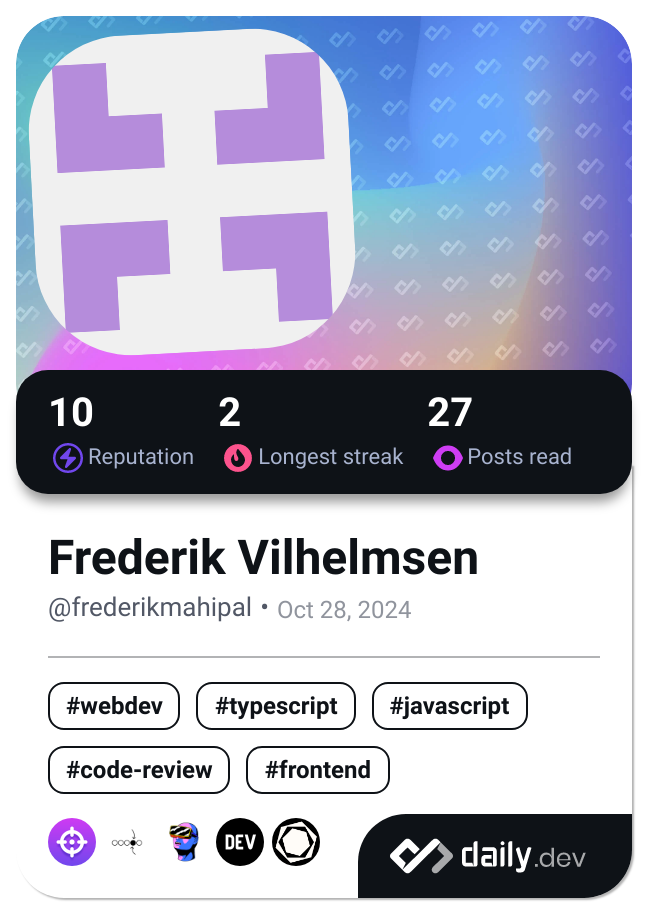 10 2 27
Reputation Longest streak Posts read
Frederik Vilhelmsen
@frederikmahipal • Oct 28, 2024
#webdev #typescript #javascript
#code-review #frontend
DEV
daily.dev